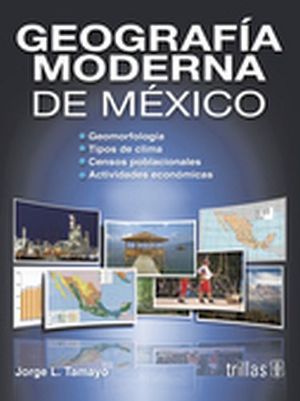 GEOGRAFÍA
MODERNA
DE MÉXICO
Geomorfología
Tipos de clima
Censos poblacionales
Actividades económicas
Jorge L. Tamayo
trillas